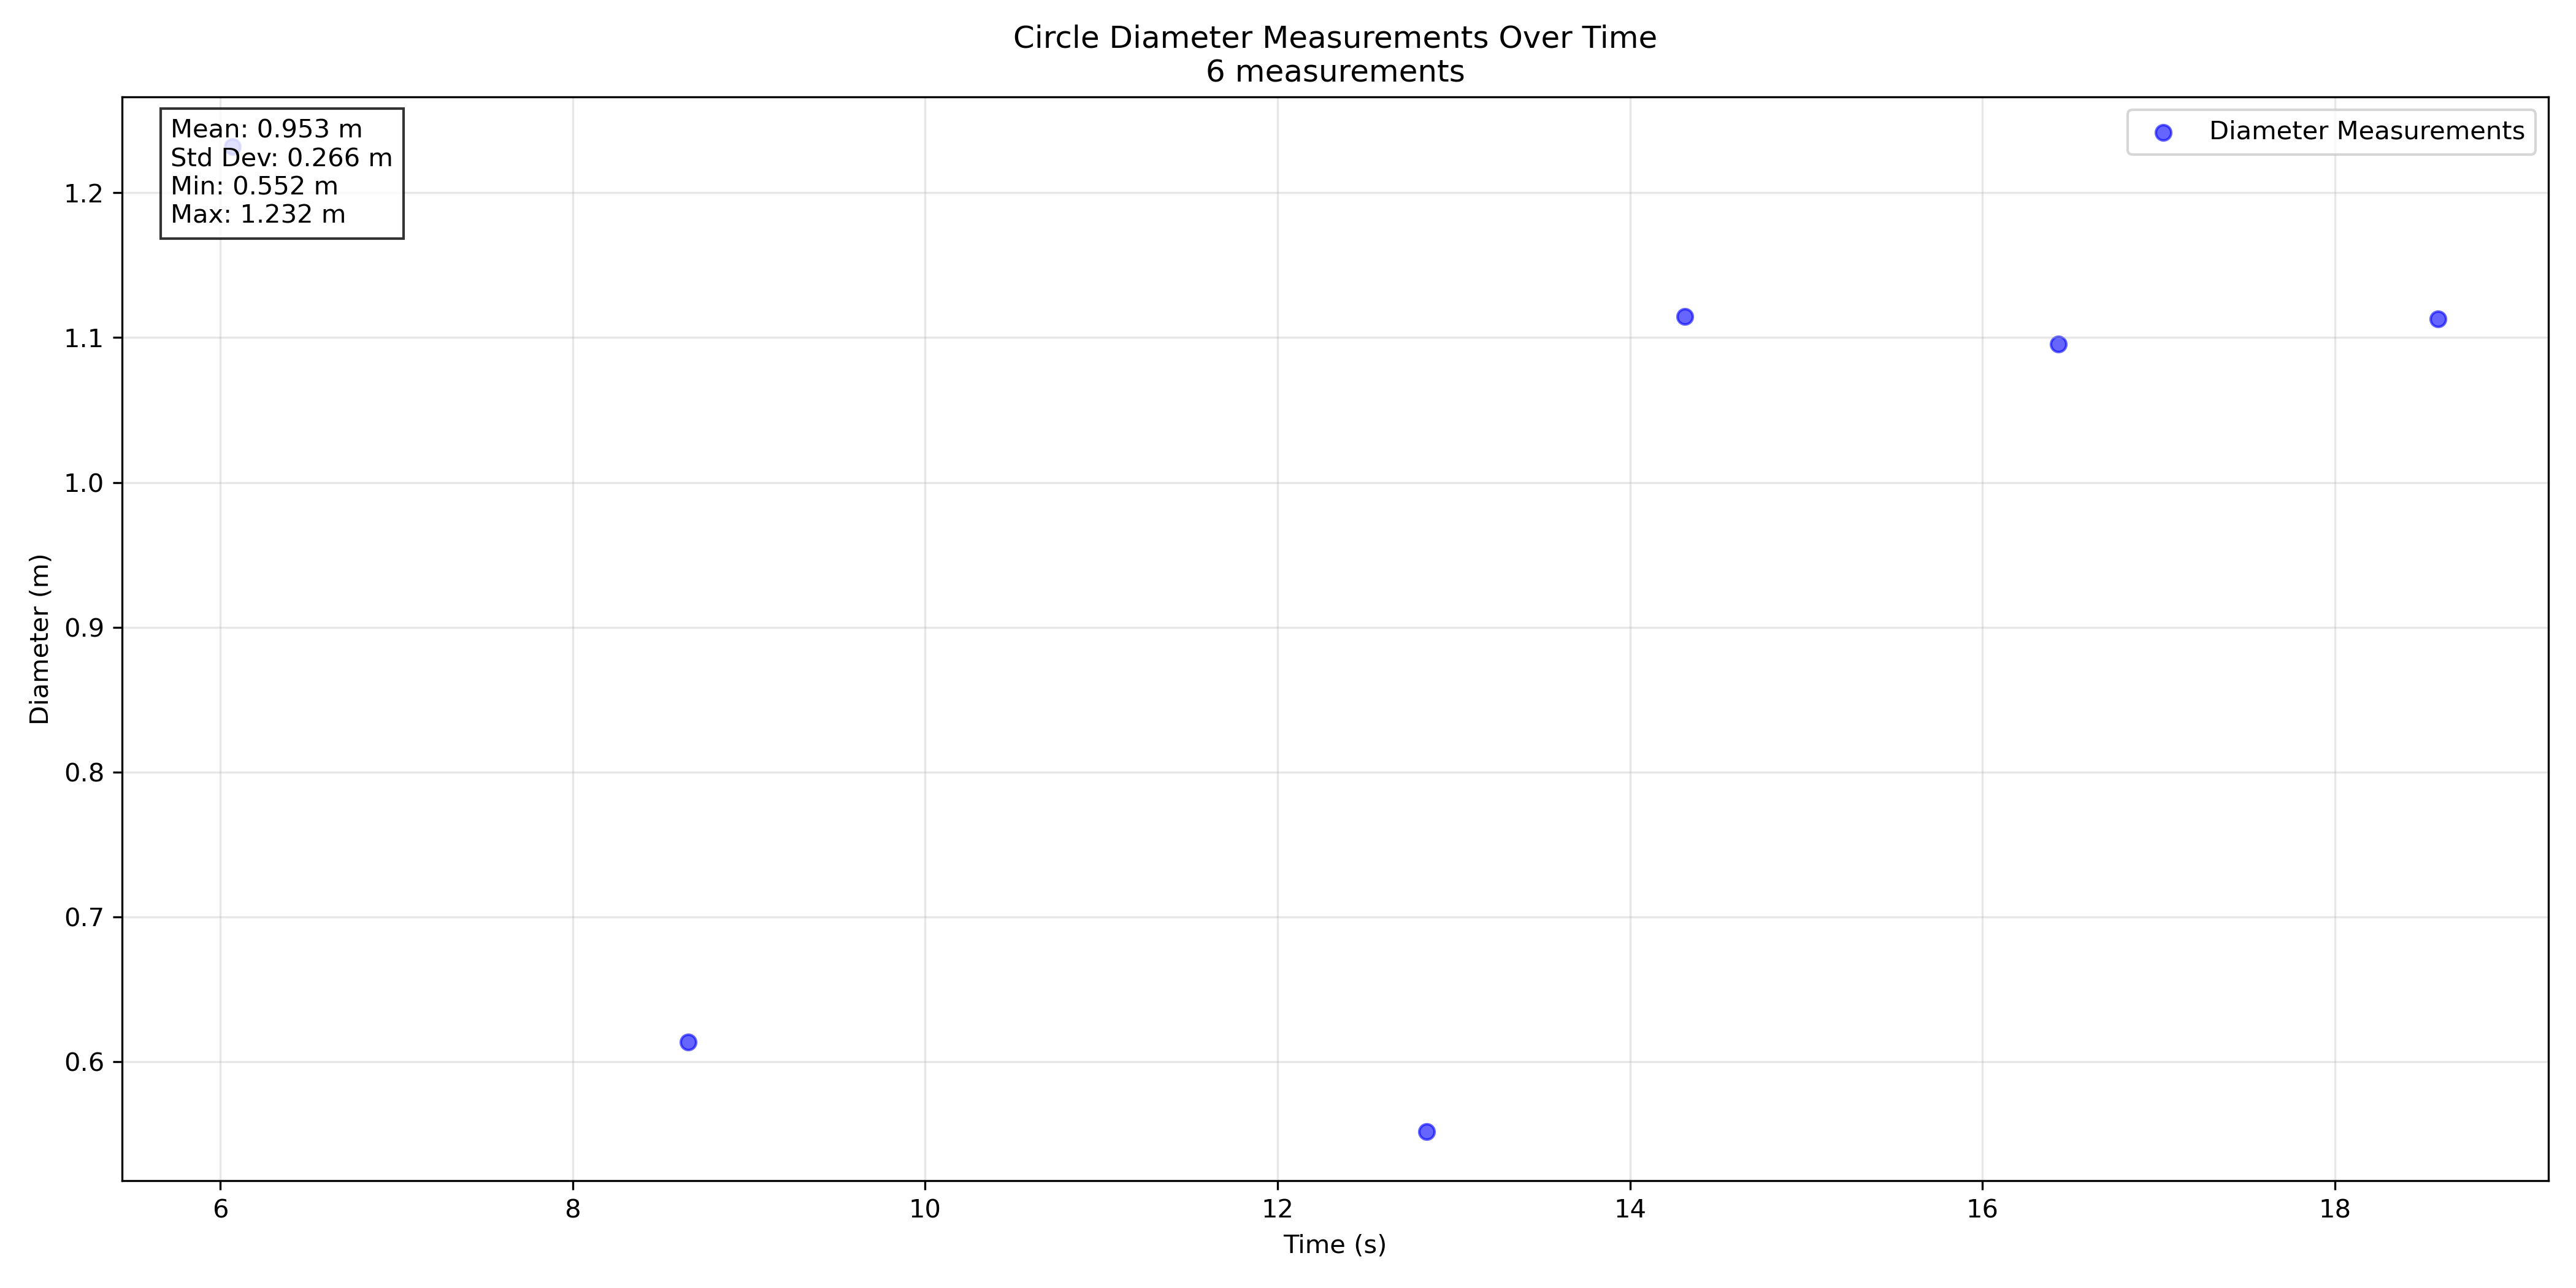 Circle Diameter Measurements Over Time
6 measurements
Mean: 0.953 m
Std Dev: 0.266 m
Min: 0.552 m
Max: 1.232 m
Diameter Measurements
1.2
1.1
1.0
0.9
0.8
0.7
0.6
Diameter (m)
6 8 10 12 14 16 18
Time (s)